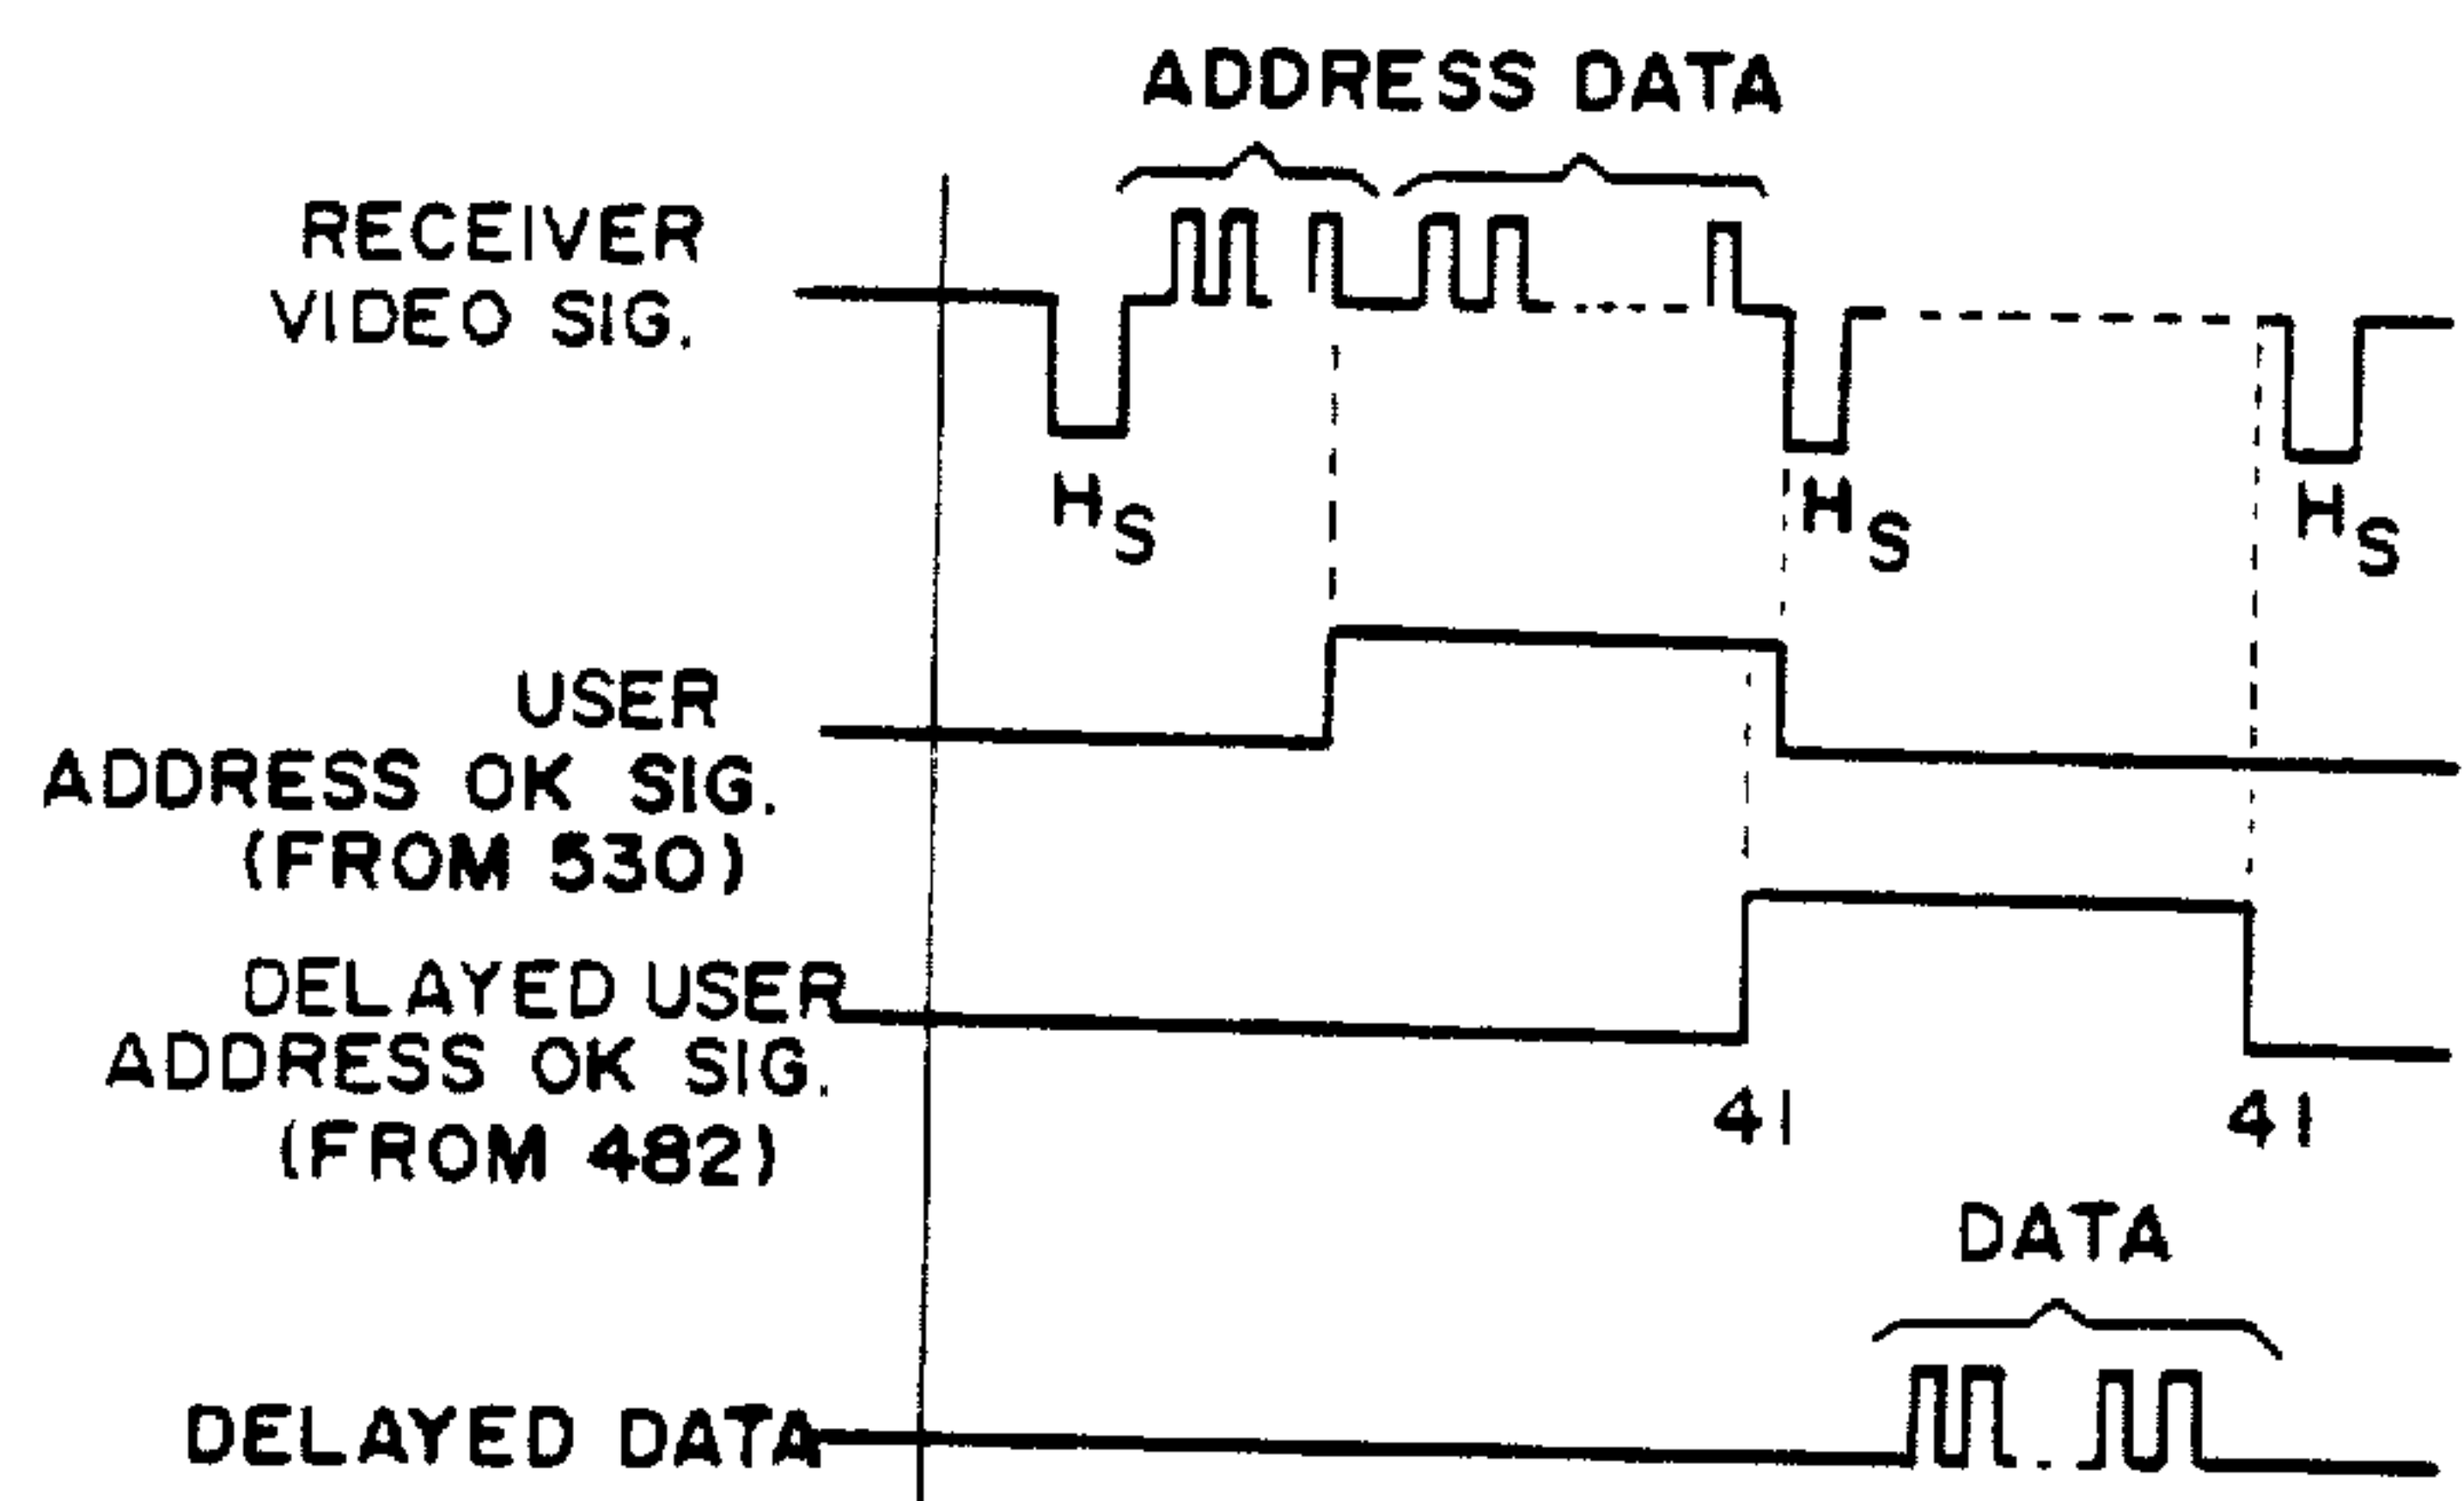 ADDRESS DATA
RECEIVER
VIDEO SIG.
HS
HS
HS
USER
ADDRESS OK SIG.
(FROM 530)
DELAYED USER
ADDRESS OK SIG.
(FROM 482)
41
41
DATA
DELAYED DATA